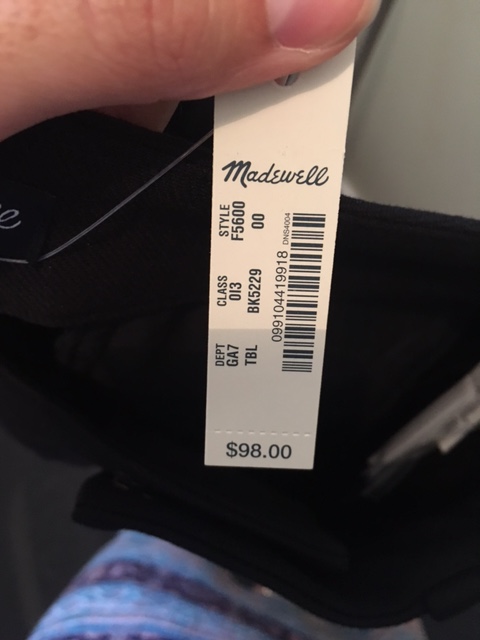 Madewell
STYLE
F5600
00
CLASS
013
BK5229
DEPT
GA7
TBL
099104419918
DNS4004
$98.00